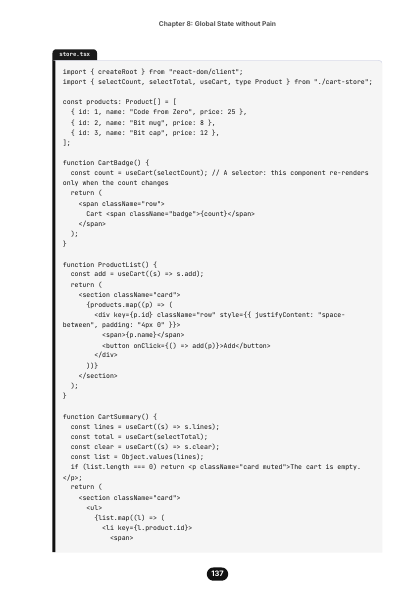 Chapter 8: Global State without Pain
store.tsx
import { createRoot } from "react-dom/client";
import { selectCount, selectTotal, useCart, type Product } from "./cart-store";

const products: Product[] = [
  { id: 1, name: "Code from Zero", price: 25 },
  { id: 2, name: "Bit mug", price: 8 },
  { id: 3, name: "Bit cap", price: 12 },
];

function CartBadge() {
  const count = useCart(selectCount); // A selector: this component re-renders
only when the count changes
  return (
    <span className="row">
      Cart <span className="badge">{count}</span>
    </span>
  );
}

function ProductList() {
  const add = useCart((s) => s.add);
  return (
    <section className="card">
      {products.map((p) => (
        <div key={p.id} className="row" style={{ justifyContent: "space-
between", padding: "4px 0" }}>
          <span>{p.name}</span>
          <button onClick={() => add(p)}>Add</button>
        </div>
      ))}
    </section>
  );
}

function CartSummary() {
  const lines = useCart((s) => s.lines);
  const total = useCart(selectTotal);
  const clear = useCart((s) => s.clear);
  const list = Object.values(lines);
  if (list.length === 0) return <p className="card muted">The cart is empty.
</p>;
  return (
    <section className="card">
      <ul>
        {list.map((l) => (
          <li key={l.product.id}>
            <span>
137